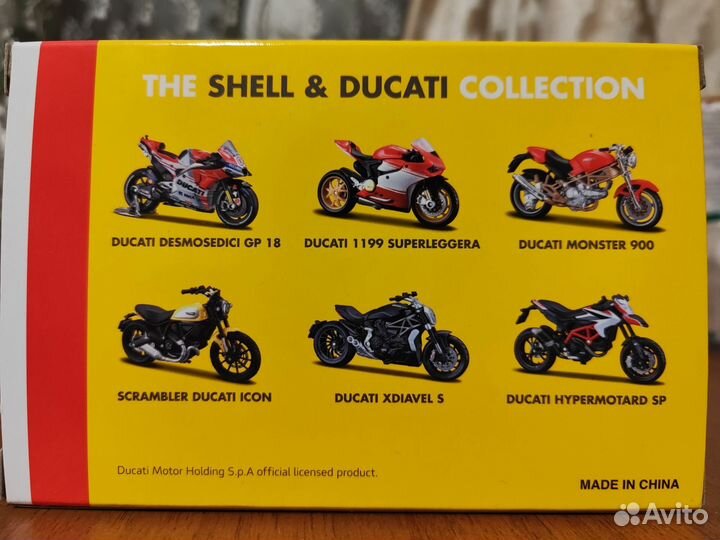 THE SHELL & DUCATI COLLECTION
DUCATI
DUCATI DESMOSEDICI GP 18
DUCATI 1199 SUPERLEGGERA
DUCATI MONSTER 900
SCRAMBLER DUCATI ICON
DUCATI XDIAVEL S
DUCATI HYPERMOTARD SP
Ducati Motor Holding S.p.A official licensed product.
MADE IN CHINA
Avito